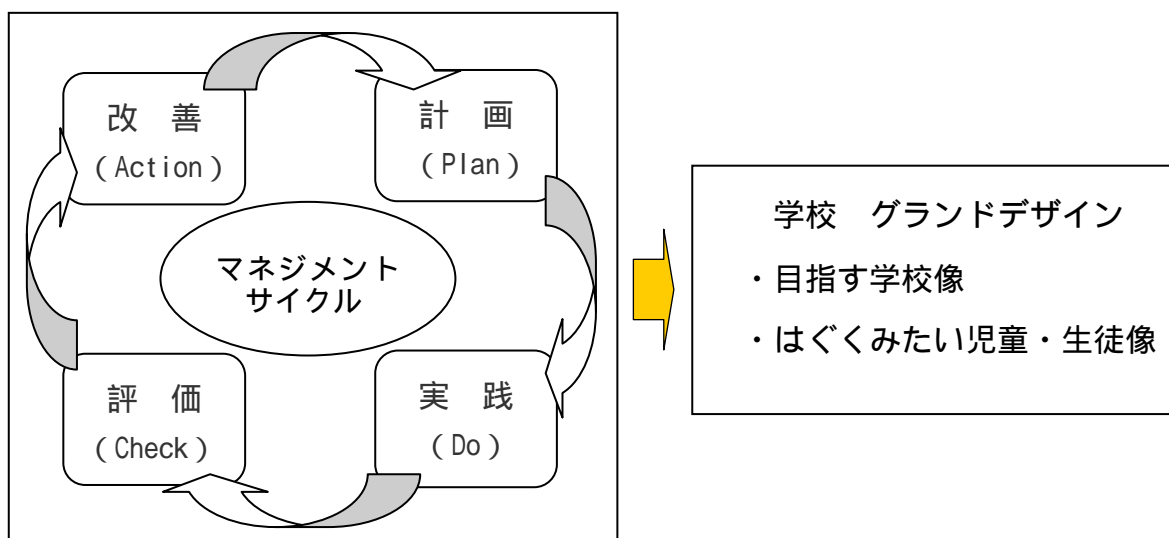 改　善
（Action）
計　画
（Plan）
マネジメント
サイクル
評　価
（Check）
実　践
（Do）
学校　グランドデザイン
・目指す学校像
・はぐくみたい児童・生徒像